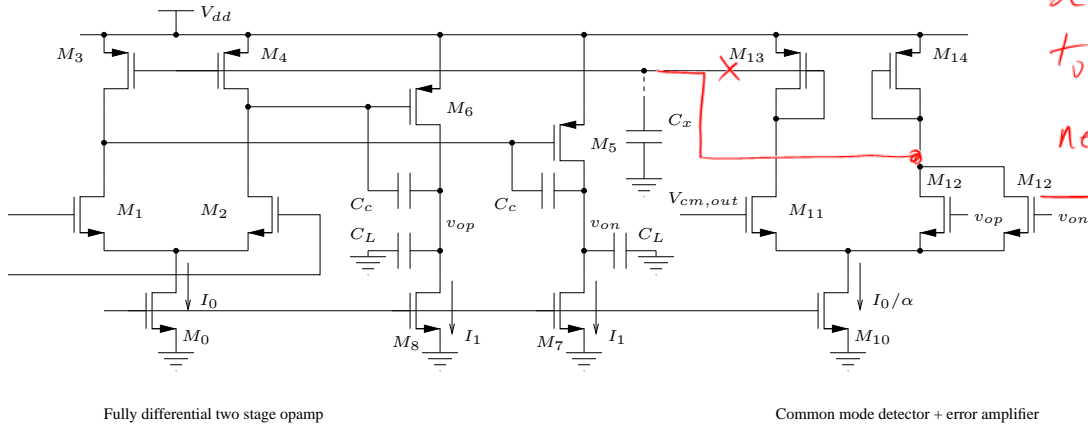 V_dd
M_3
M_4
M_13
M_14
M_6
M_5
C_x
M_1
M_2
C_c
C_c
v_op
v_on
C_L
C_L
V_cm,out
M_11
M_12
M_12
v_op
v_on
I_0
I_1
I_1
I_0/α
M_0
M_8
M_7
M_10
Fully differential two stage opamp
Common mode detector + error amplifier